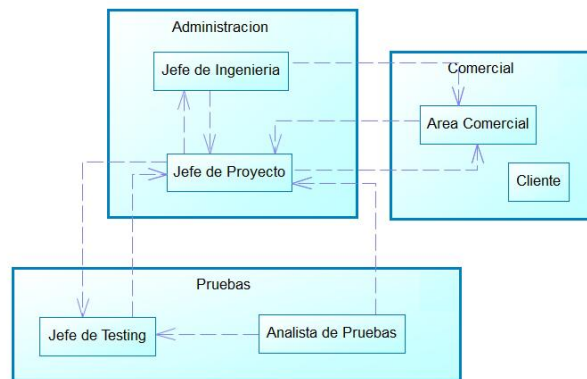 Administracion
Jefe de Ingenieria
Comercial
Area Comercial
Jefe de Proyecto
Cliente
Pruebas
Jefe de Testing
Analista de Pruebas